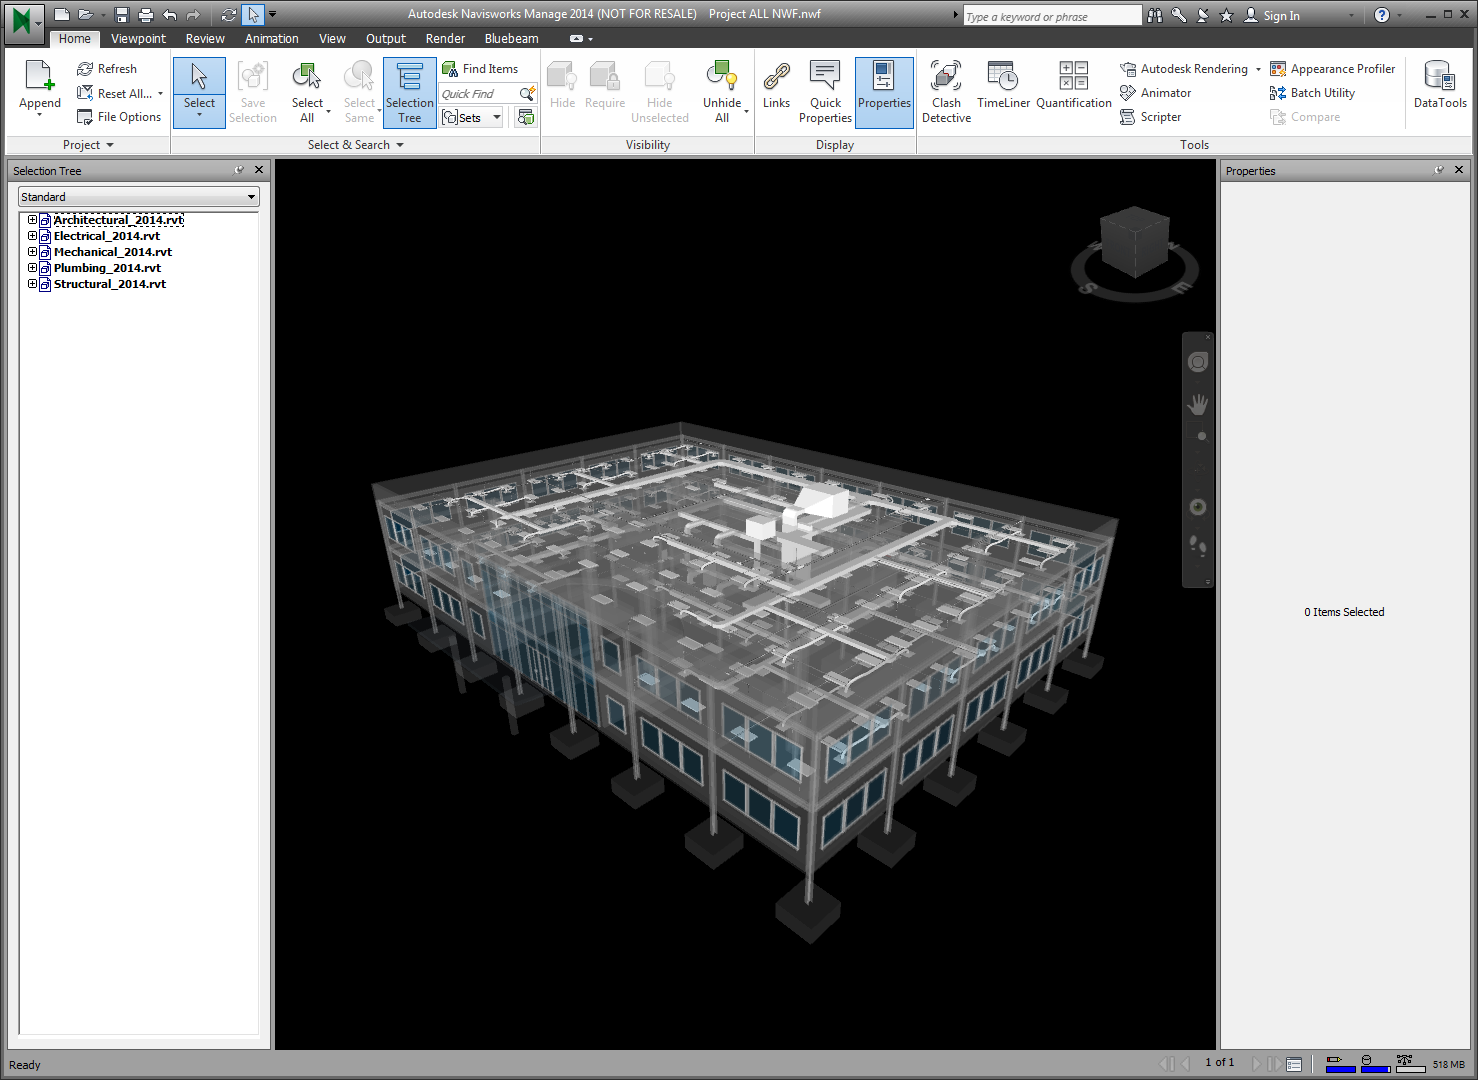 Autodesk Navisworks Manage 2014 (NOT FOR RESALE) Project ALL NWF.nwf
Type a keyword or phrase
Sign In
Home Viewpoint Review Animation View Output Render Bluebeam
Append
Refresh
Reset All...
File Options
Project
Select
Save Selection
Select All
Select Same
Selection Tree
Find Items
Quick Find
Sets
Select & Search
Hide
Require
Hide Unselected
Unhide All
Visibility
Links
Quick Properties
Properties
Display
Clash Detective
TimeLiner
Quantification
Autodesk Rendering
Animator
Scripter
Appearance Profiler
Batch Utility
Compare
DataTools
Tools
Selection Tree
Standard
Architectural_2014.rvt
Electrical_2014.rvt
Mechanical_2014.rvt
Plumbing_2014.rvt
Structural_2014.rvt
S
E
Properties
0 Items Selected
Ready
1 of 1
518 MB